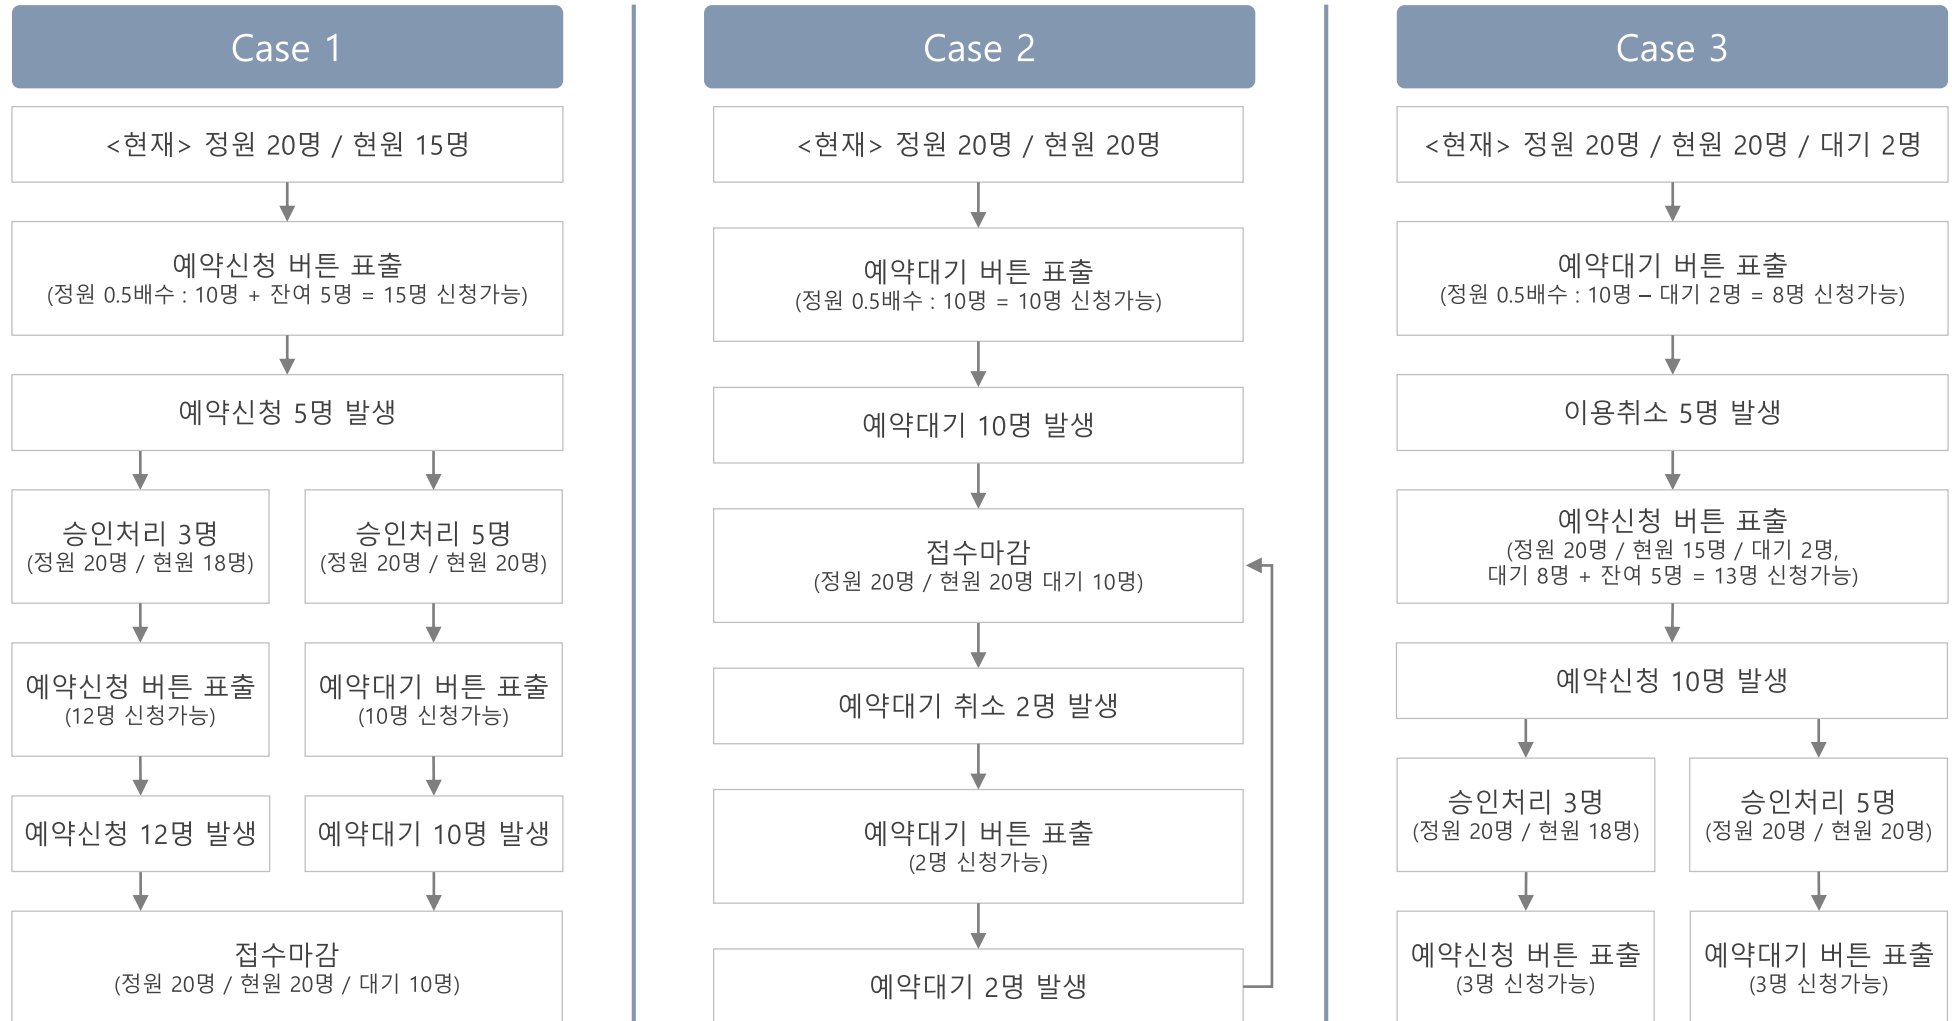 Case 1
<현재> 정원 20명 / 현원 15명
예약신청 버튼 표출
(정원 0.5배수 : 10명 + 잔여 5명 = 15명 신청가능)
예약신청 5명 발생
승인처리 3명
(정원 20명 / 현원 18명)
예약신청 버튼 표출
(12명 신청가능)
예약신청 12명 발생
승인처리 5명
(정원 20명 / 현원 20명)
예약대기 버튼 표출
(10명 신청가능)
예약대기 10명 발생
접수마감
(정원 20명 / 현원 20명 / 대기 10명)
Case 2
<현재> 정원 20명 / 현원 20명
예약대기 버튼 표출
(정원 0.5배수 : 10명 = 10명 신청가능)
예약대기 10명 발생
접수마감
(정원 20명 / 현원 20명 대기 10명)
예약대기 취소 2명 발생
예약대기 버튼 표출
(2명 신청가능)
예약대기 2명 발생
Case 3
<현재> 정원 20명 / 현원 20명 / 대기 2명
예약대기 버튼 표출
(정원 0.5배수 : 10명 – 대기 2명 = 8명 신청가능)
이용취소 5명 발생
예약신청 버튼 표출
(정원 20명 / 현원 15명 / 대기 2명,
대기 8명 + 잔여 5명 = 13명 신청가능)
예약신청 10명 발생
승인처리 3명
(정원 20명 / 현원 18명)
예약신청 버튼 표출
(3명 신청가능)
승인처리 5명
(정원 20명 / 현원 20명)
예약대기 버튼 표출
(3명 신청가능)